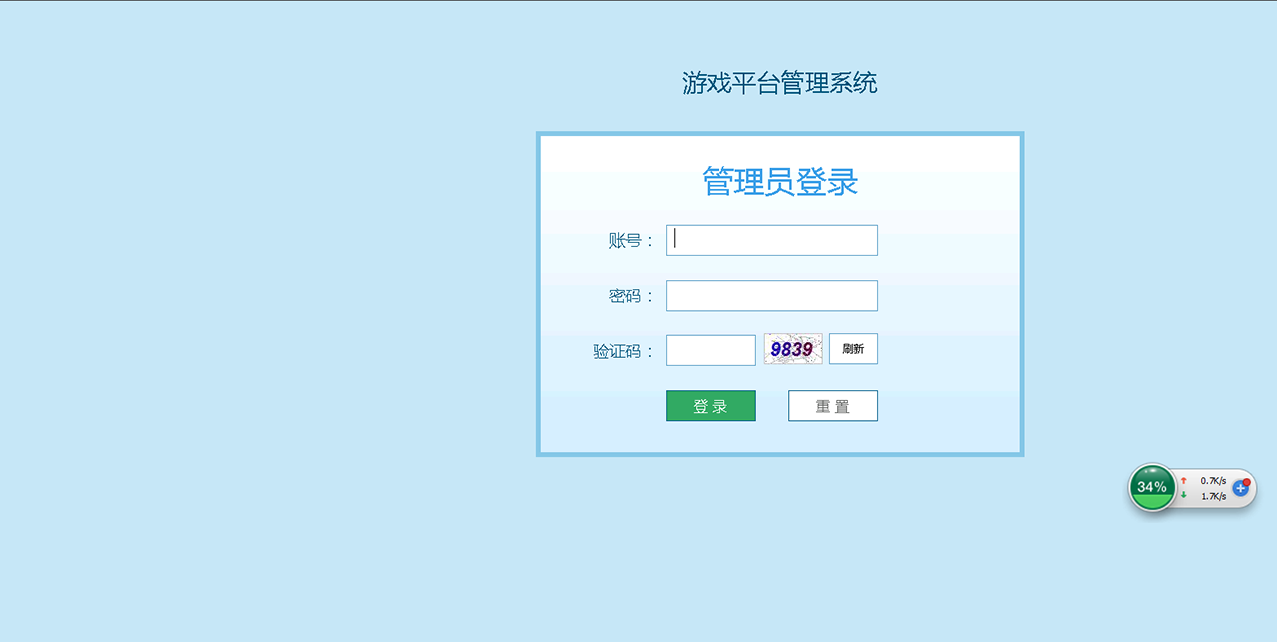 游戏平台管理系统
管理员登录
账号：
密码：
验证码： 9839 刷新
登 录 重 置
34% 0.7K/s
1.7K/s